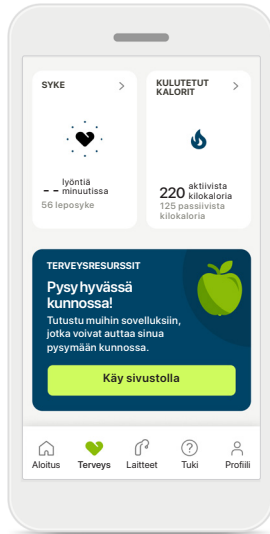 SYKE
KULUTETUT
KALORIT
-- lyöntiä
minuutissa
56 leposyke
220 aktiivista
kilokaloria
125 passiivista
kilokaloria
TERVEYSRESURSSIT
Pysy hyvässä
kunnossa!
Tutustu muihin sovelluksiin,
jotka voivat auttaa sinua
pysymään kunnossa.
Käy sivustolla
Aloitus Terveys Laitteet Tuki Profiili